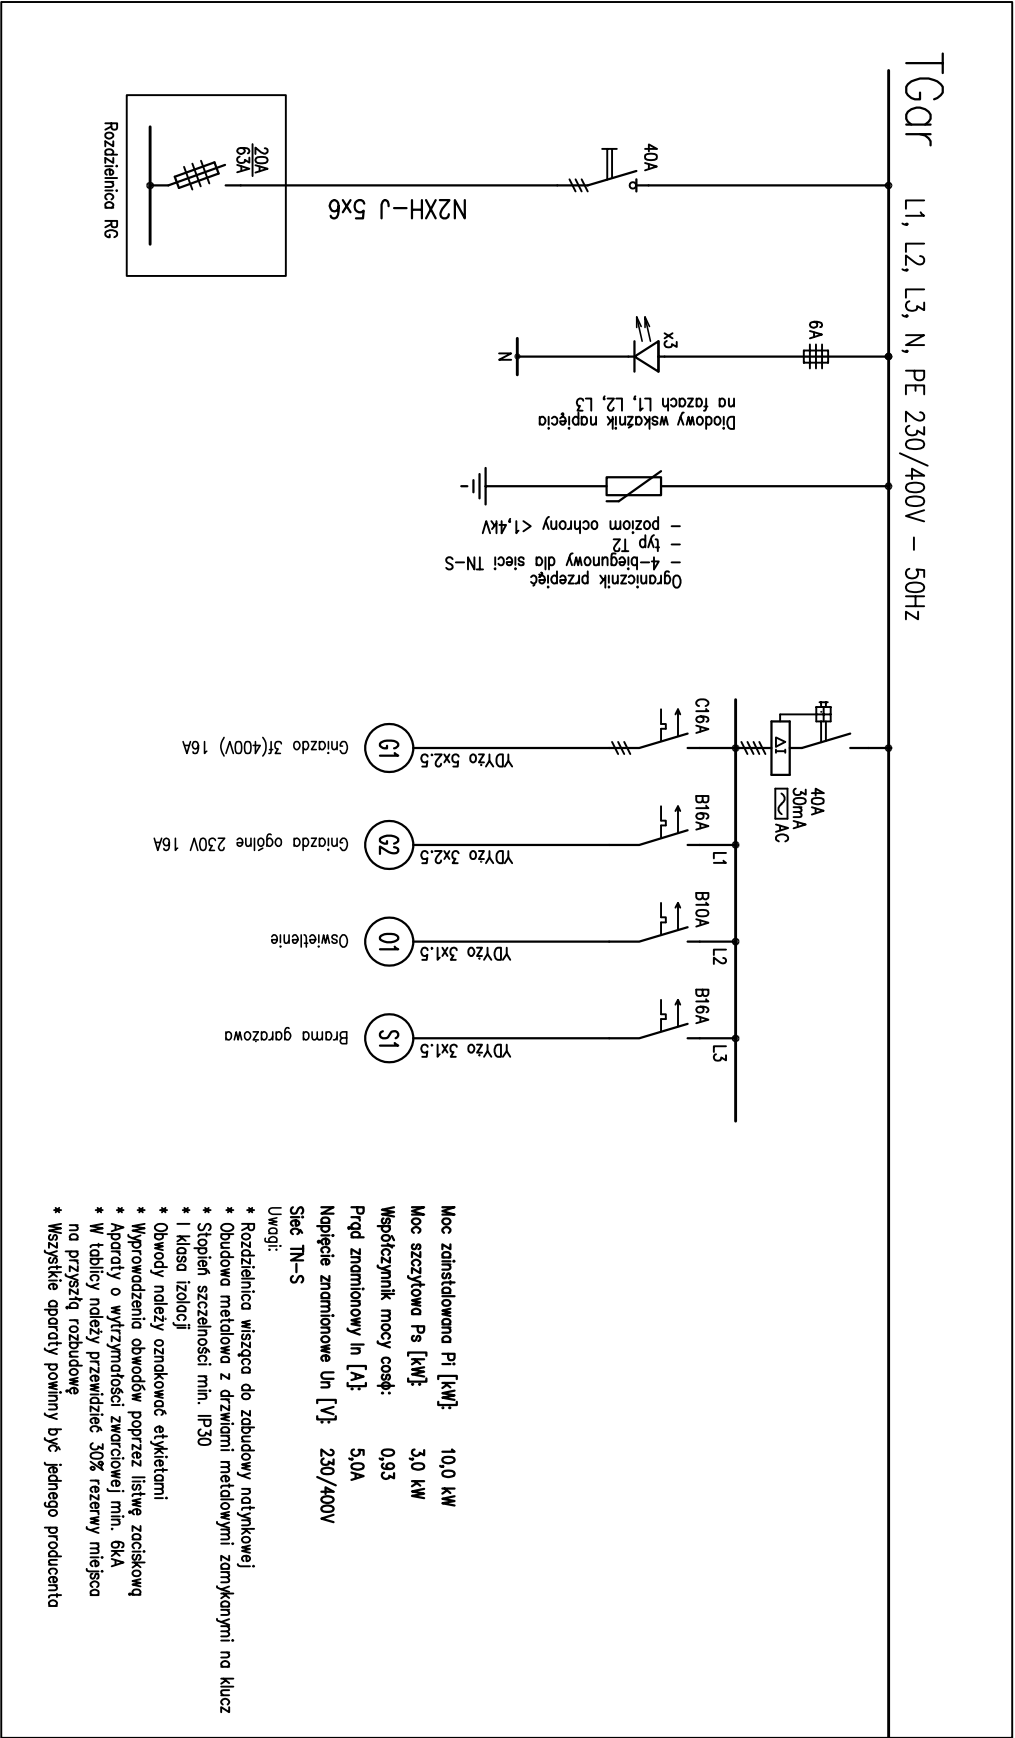 TGar
L1, L2, L3, N, PE 230/400V - 50Hz
40A
N2XH-J 5x6
20A
63A
Rozdzielnica RG
6A
x3
N
Diodowy wskaźnik napięcia
na fazach L1, L2, L3
Ogranicznik przepięć
- 4-biegunowy dla sieci TN-S
- typ T2
- poziom ochrony <1,4kV
40A
30mA
AC
ΔI
C16A
YDYżo 5x2.5
G1
Gniazdo 3f(400V) 16A
B16A
L1
YDYżo 3x2.5
G2
Gniazda ogólne 230V 16A
B10A
L2
YDYżo 3x1.5
O1
Oswietlenie
B16A
L3
YDYżo 3x1.5
S1
Brama garażowa
Moc zainstalowana Pi [kW]: 10,0 kW
Moc szczytowa Ps [kW]: 3,0 kW
Współczynnik mocy cosϕ: 0,93
Prąd znamionowy In [A]: 5,0A
Napięcie znamionowe Un [V]: 230/400V
Sieć TN-S
Uwagi:
* Rozdzielnica wisząca do zabudowy natynkowej
* Obudowa metalowa z drzwiami metalowymi zamykanymi na klucz
* Stopień szczelności min. IP30
* I klasa izolacji
* Obwody należy oznakować etykietami
* Wyprowadzenia obwodów poprzez listwę zaciskową
* Aparaty o wytrzymałości zwarciowej min. 6kA
* W tablicy należy przewidzieć 30% rezerwy miejsca
na przyszłą rozbudowę
* Wszystkie aparaty powinny być jednego producenta